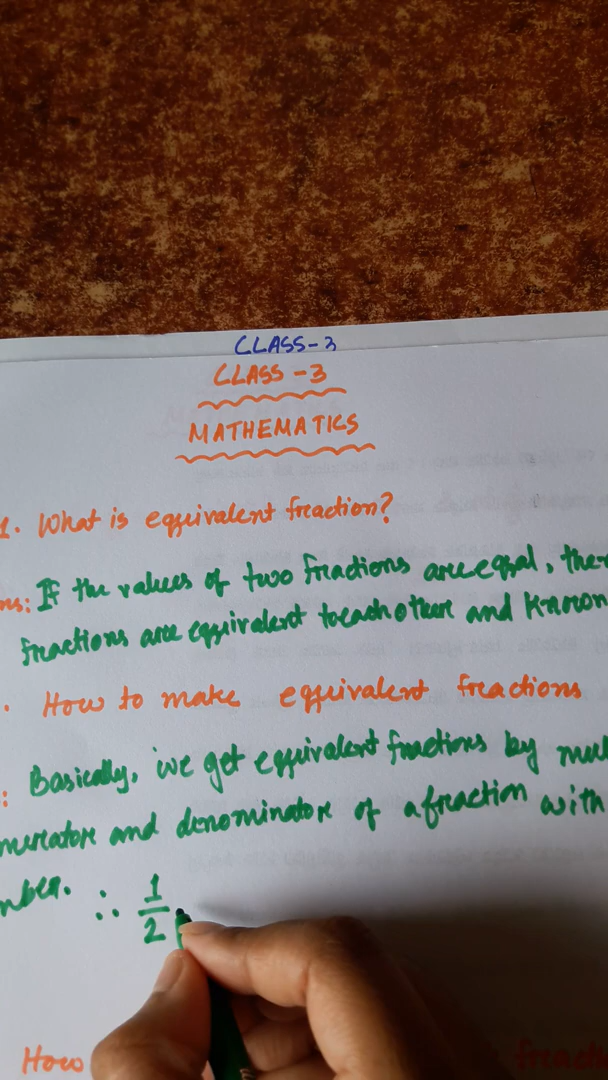 CLASS-3
CLASS-3
MATHEMATICS
1. What is equivalent fraction?
ns: If the values of two fractions are equal, the
fractions are equivalent to each other and known
. How to make equivalent fractions
: Basically, we get equivalent fractions by mul
merator and denominator of a fraction with
mber. ∴ 1/2
How fracti